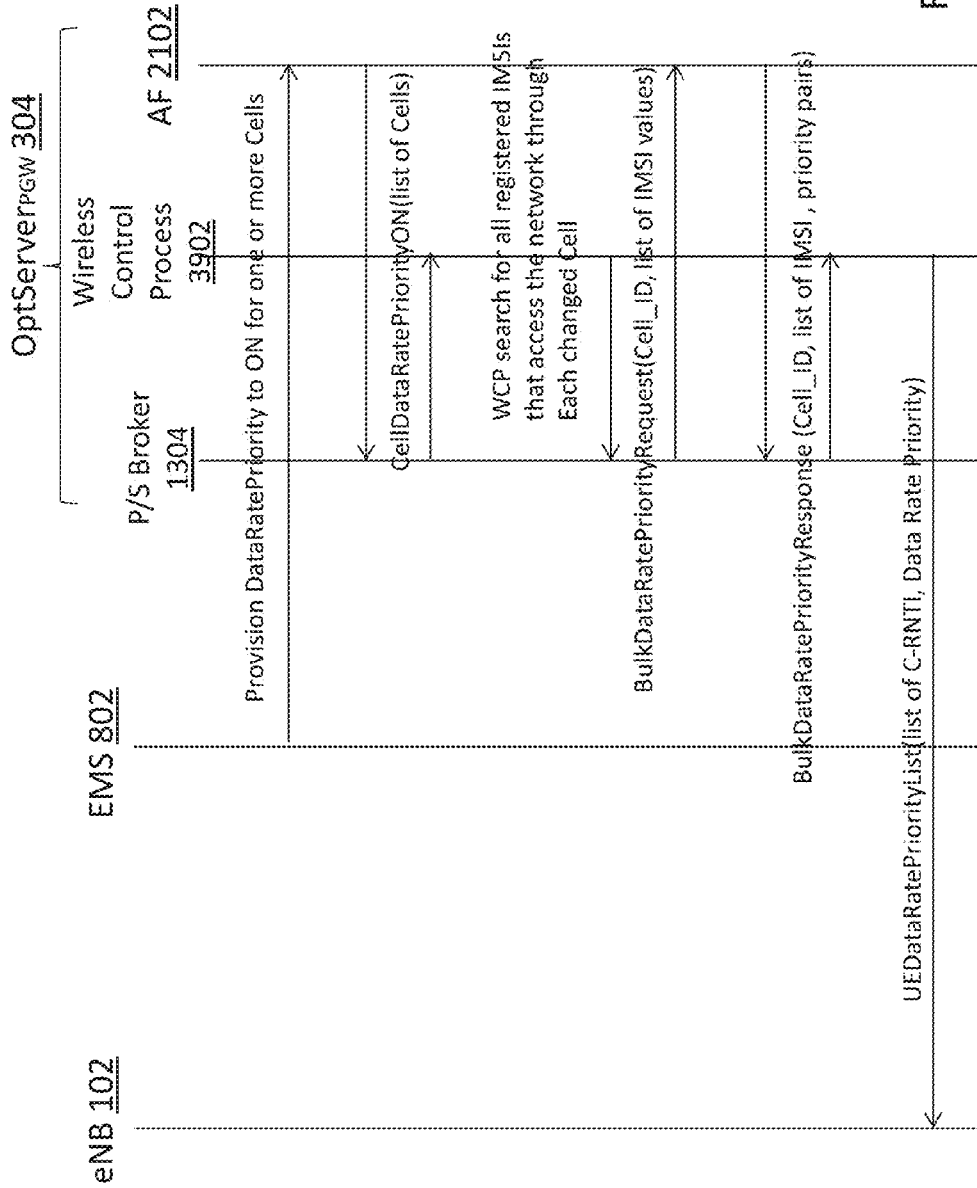 OptServerPGW 304
eNB 102
EMS 802
P/S Broker
1304
Wireless
Control
Process
3902
AF 2102
Provision DataRatePriority to ON for one or more Cells
CellDataRatePriorityON(list of Cells)
WCP search for all registered IMSIs
that access the network through
Each changed Cell
BulkDataRatePriorityRequest(Cell_ID, list of IMSI values)
BulkDataRatePriorityResponse (Cell_ID, list of IMSI , priority pairs)
UEDataRatePriorityList(list of C-RNTI, Data Rate Priority)